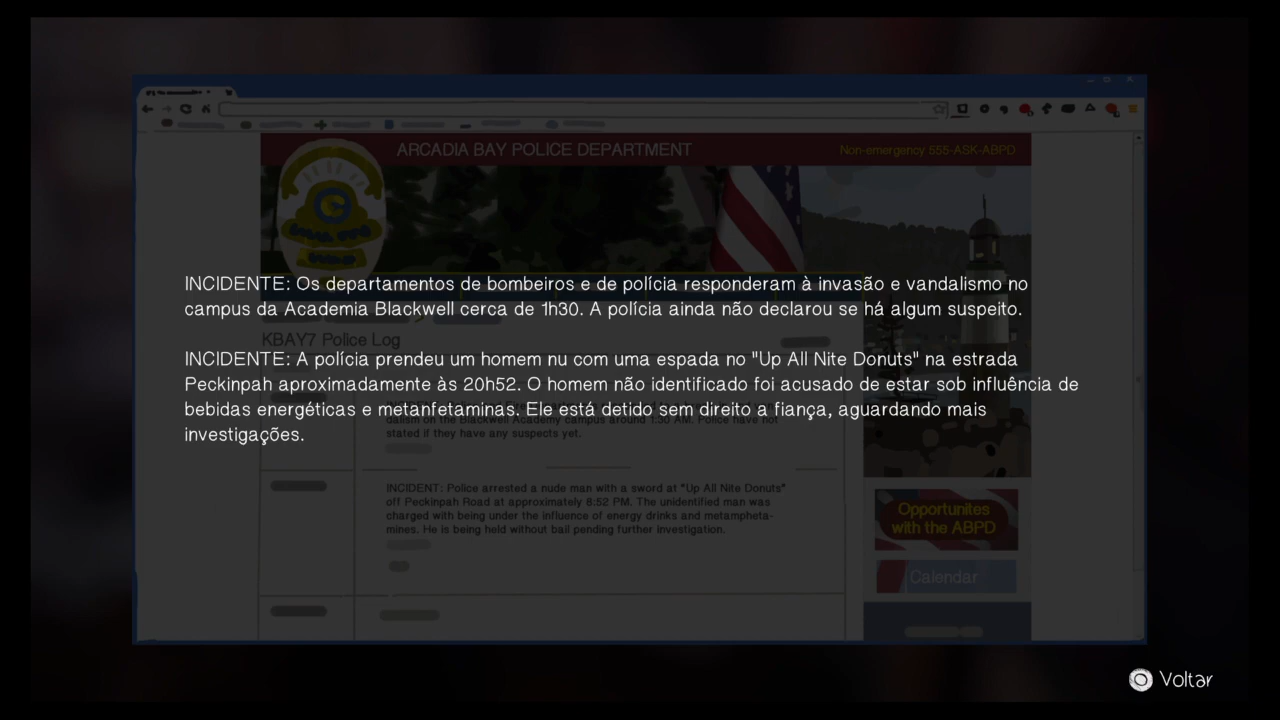 ARCADIA BAY POLICE DEPARTMENT
Non-emergency 555-ASK-ABPD
INCIDENTE: Os departamentos de bombeiros e de polícia responderam à invasão e vandalismo no
campus da Academia Blackwell cerca de 1h30. A polícia ainda não declarou se há algum suspeito.
KBAY7 Police Log
INCIDENTE: A polícia prendeu um homem nu com uma espada no "Up All Nite Donuts" na estrada
Peckinpah aproximadamente às 20h52. O homem não identificado foi acusado de estar sob influência de
bebidas energéticas e metanfetaminas. Ele está detido sem direito a fiança, aguardando mais
investigações.
dalism on the Blackwell Academy campus around 1:30 AM. Police have not
stated if they have any suspects yet.
INCIDENT: Police arrested a nude man with a sword at "Up All Nite Donuts"
off Peckinpah Road at approximately 8:52 PM. The unidentified man was
charged with being under the influence of energy drinks and metampheta-
mines. He is being held without bail pending further investigation.
Opportunites
with the ABPD
Calendar
Voltar